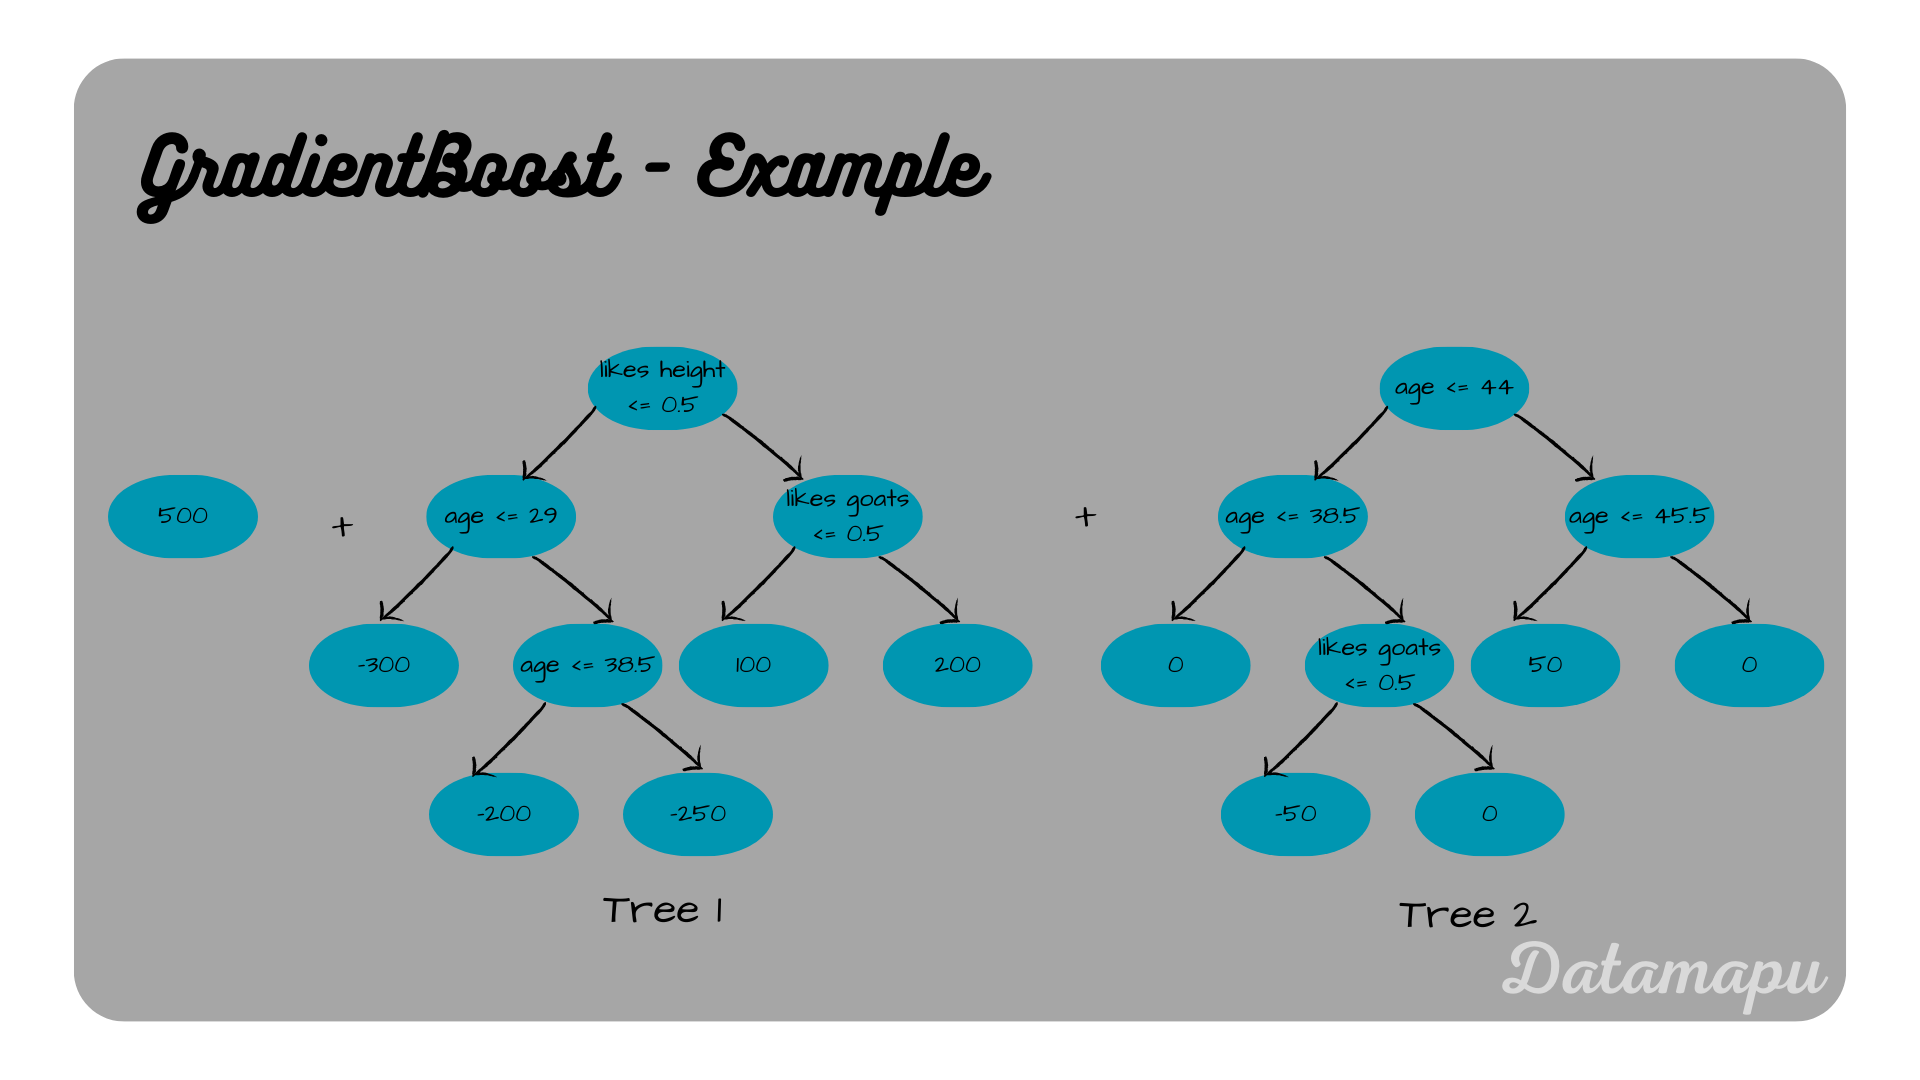 GradientBoost - Example
likes height
<= 0.5
age <= 44
500
+
age <= 29
likes goats
<= 0.5
+
age <= 38.5
age <= 45.5
-300
age <= 38.5
100
200
0
likes goats
<= 0.5
50
0
-200
-250
-50
0
Tree 1
Tree 2
Datamapu